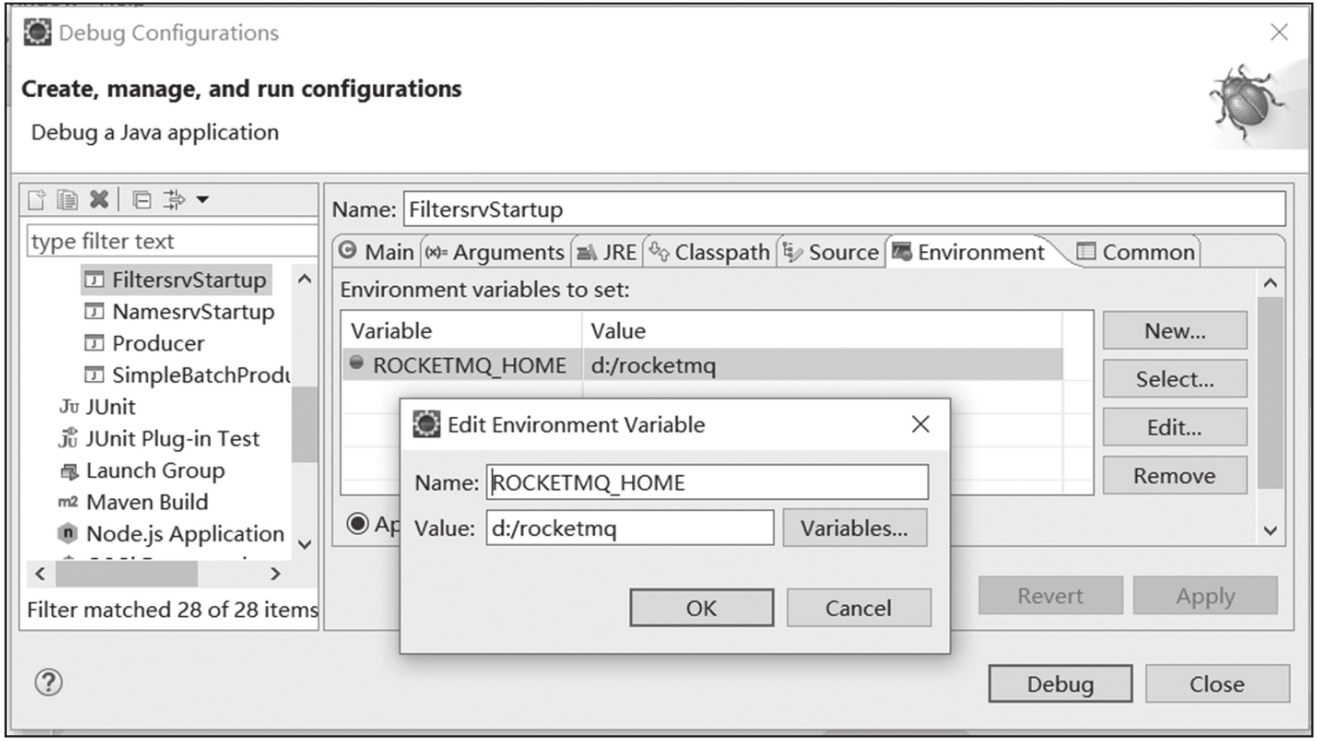 Debug Configurations
Create, manage, and run configurations
Debug a Java application
type filter text
FiltersrvStartup
NamesrvStartup
Producer
SimpleBatchProdu
JUnit
JUnit Plug-in Test
Launch Group
Maven Build
Node.js Application
Filter matched 28 of 28 items
Name: FiltersrvStartup
Main Arguments JRE Classpath Source Environment Common
Environment variables to set:
Variable Value
ROCKETMQ_HOME d:/rocketmq
New...
Select...
Edit...
Remove
Edit Environment Variable
Name: ROCKETMQ_HOME
Value: d:/rocketmq Variables...
OK Cancel
Revert Apply
Debug Close